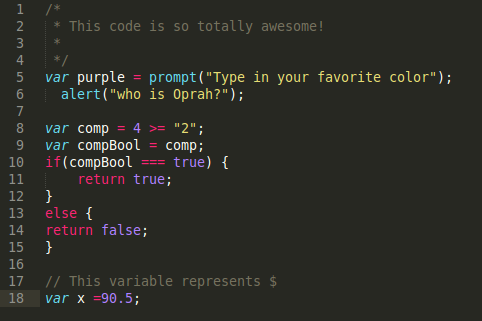 1 /*
2  * This code is so totally awesome!
3  *
4  */
5 var purple = prompt("Type in your favorite color");
6   alert("who is Oprah?");
7
8 var comp = 4 >= "2";
9 var compBool = comp;
10 if(compBool === true) {
11     return true;
12 }
13 else {
14 return false;
15 }
16
17 // This variable represents $
18 var x =90.5;